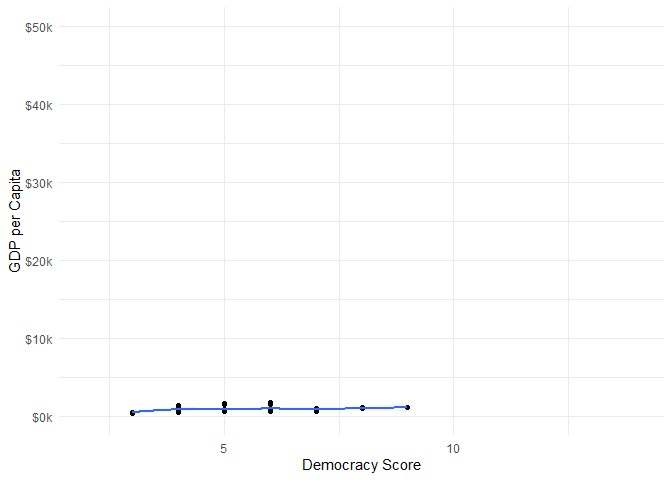 $50k
$40k
$30k
$20k
$10k
$0k
GDP per Capita
5
10
Democracy Score